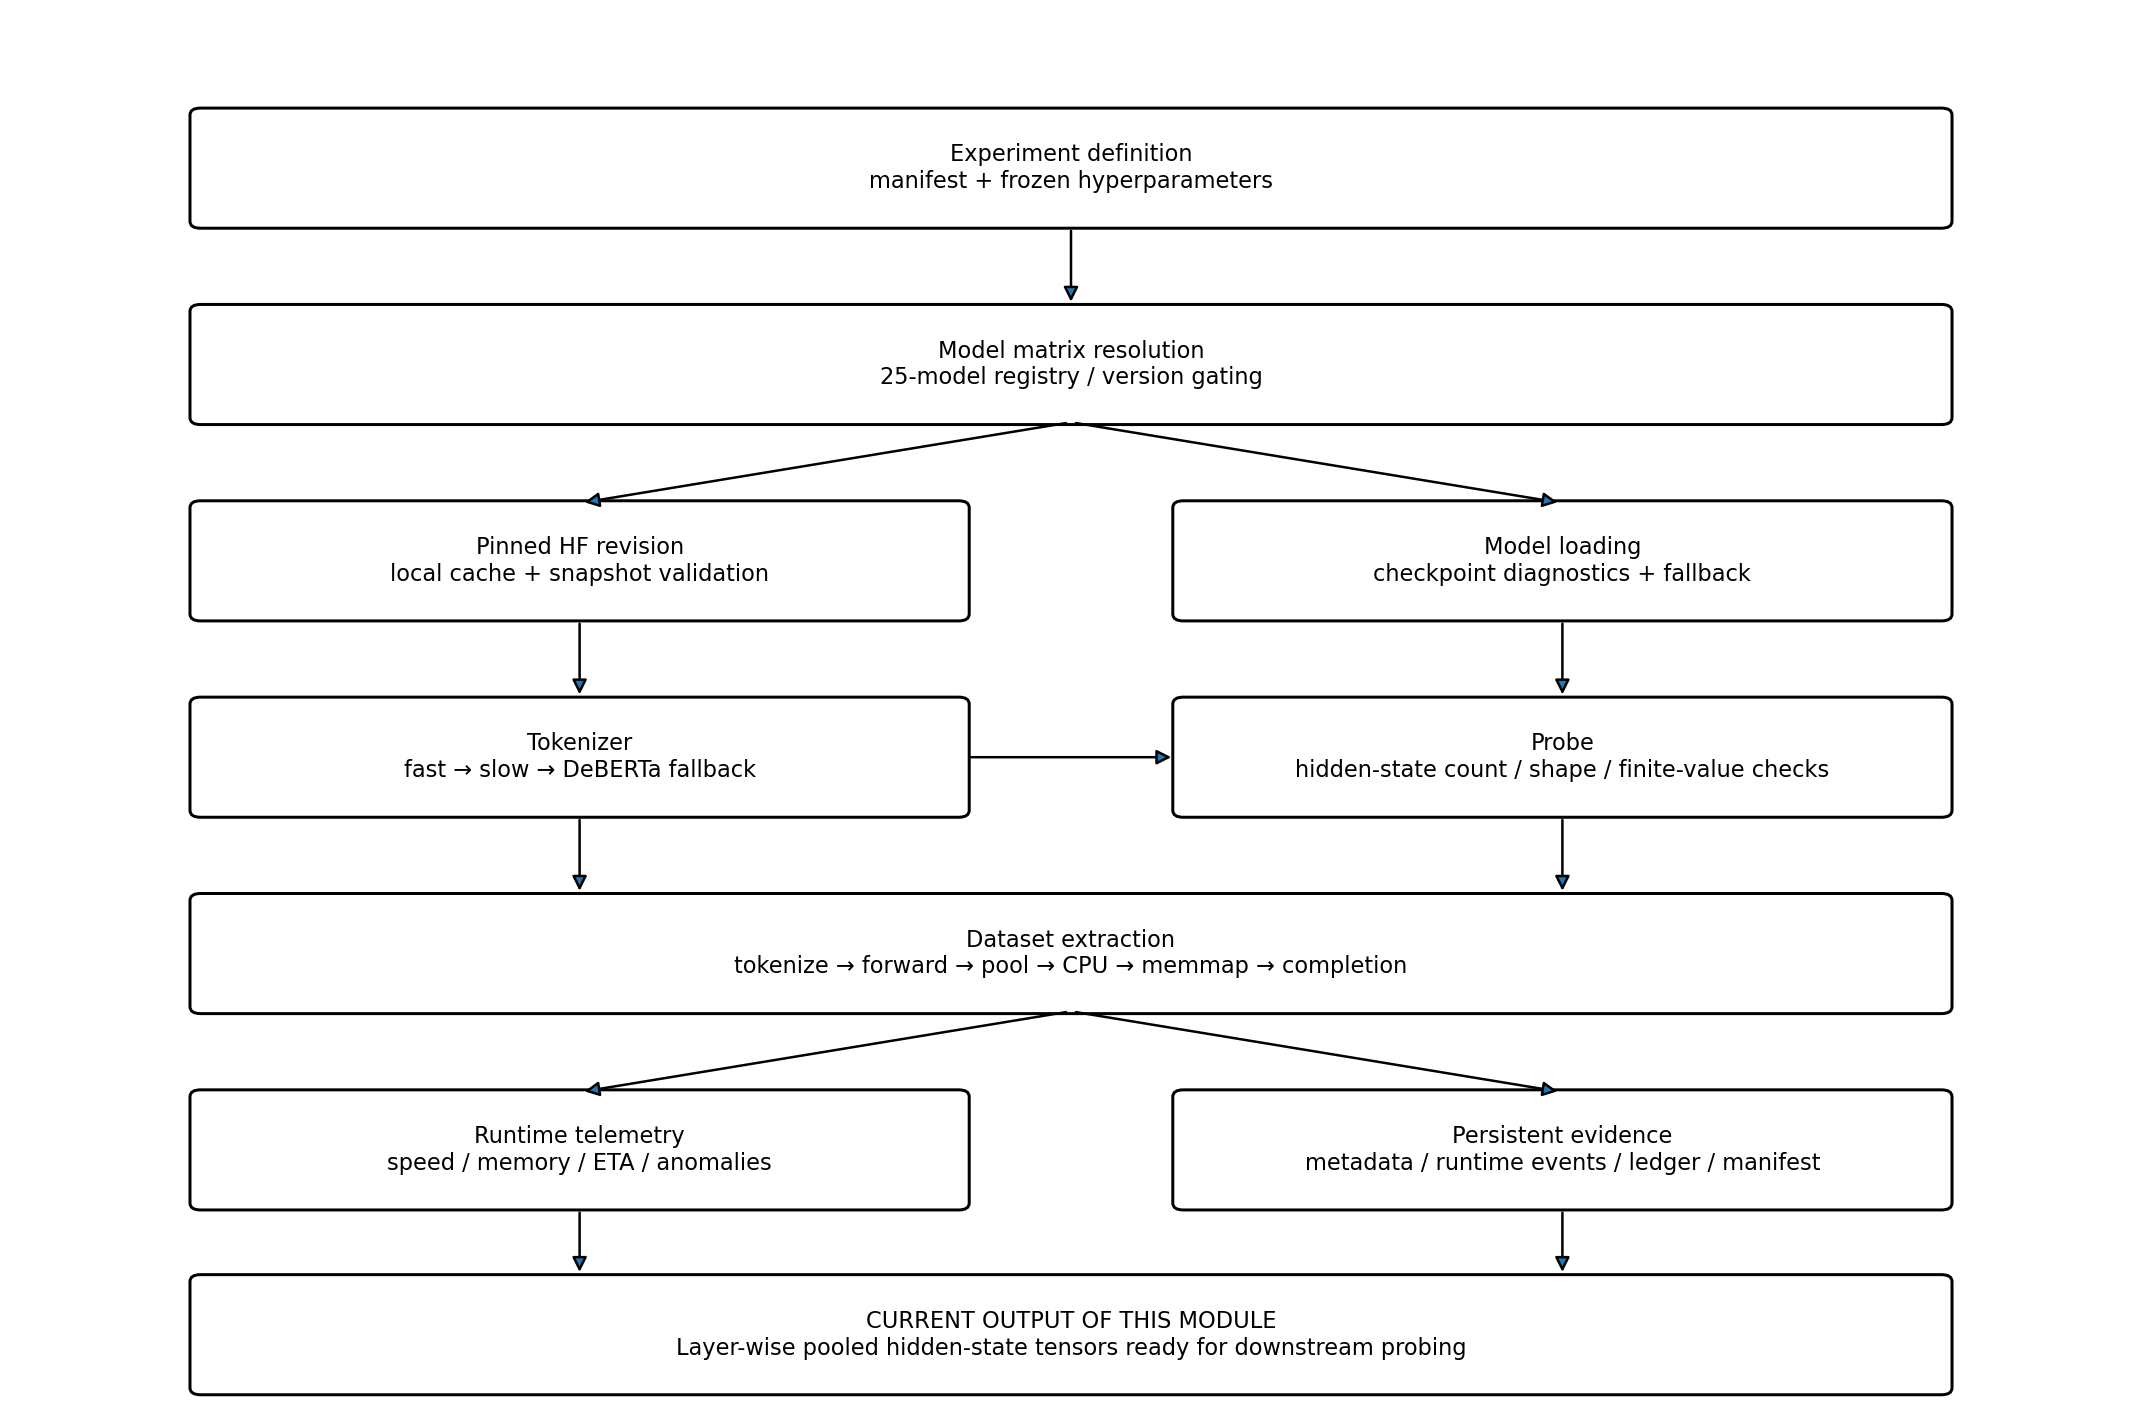 Experiment definition
manifest + frozen hyperparameters
Model matrix resolution
25-model registry / version gating
Pinned HF revision
local cache + snapshot validation
Model loading
checkpoint diagnostics + fallback
Tokenizer
fast → slow → DeBERTa fallback
Probe
hidden-state count / shape / finite-value checks
Dataset extraction
tokenize → forward → pool → CPU → memmap → completion
Runtime telemetry
speed / memory / ETA / anomalies
Persistent evidence
metadata / runtime events / ledger / manifest
CURRENT OUTPUT OF THIS MODULE
Layer-wise pooled hidden-state tensors ready for downstream probing